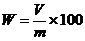 W = V/m × 100